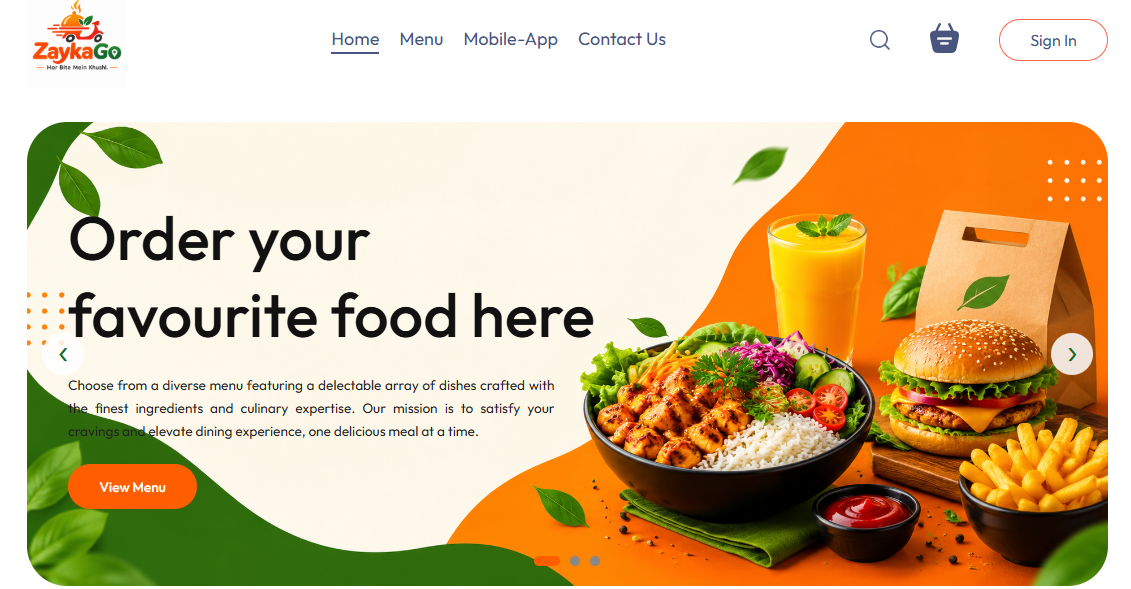 ZaykaGo
— Har Bite Mein Khushi. —
Home Menu Mobile-App Contact Us
Sign In
Order your
favourite food here
Choose from a diverse menu featuring a delectable array of dishes crafted with
the finest ingredients and culinary expertise. Our mission is to satisfy your
cravings and elevate dining experience, one delicious meal at a time.
View Menu